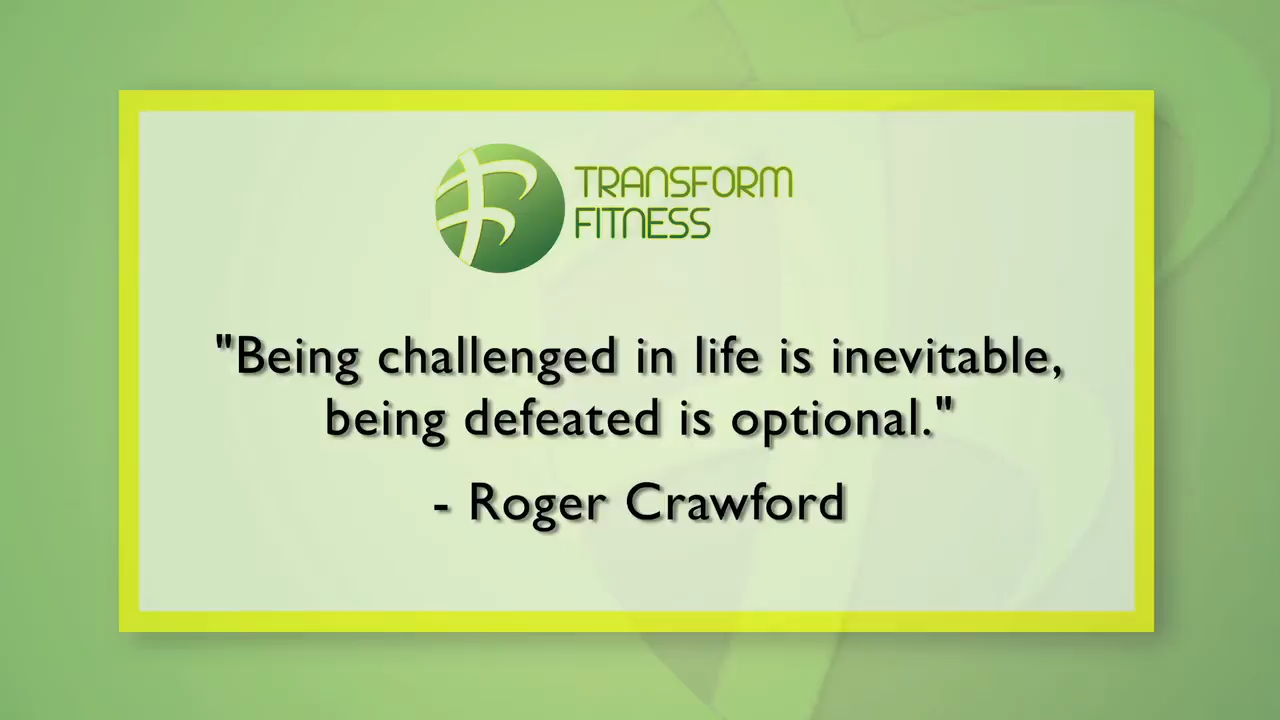 TRANSFORM
FITNESS
"Being challenged in life is inevitable,
being defeated is optional."
- Roger Crawford